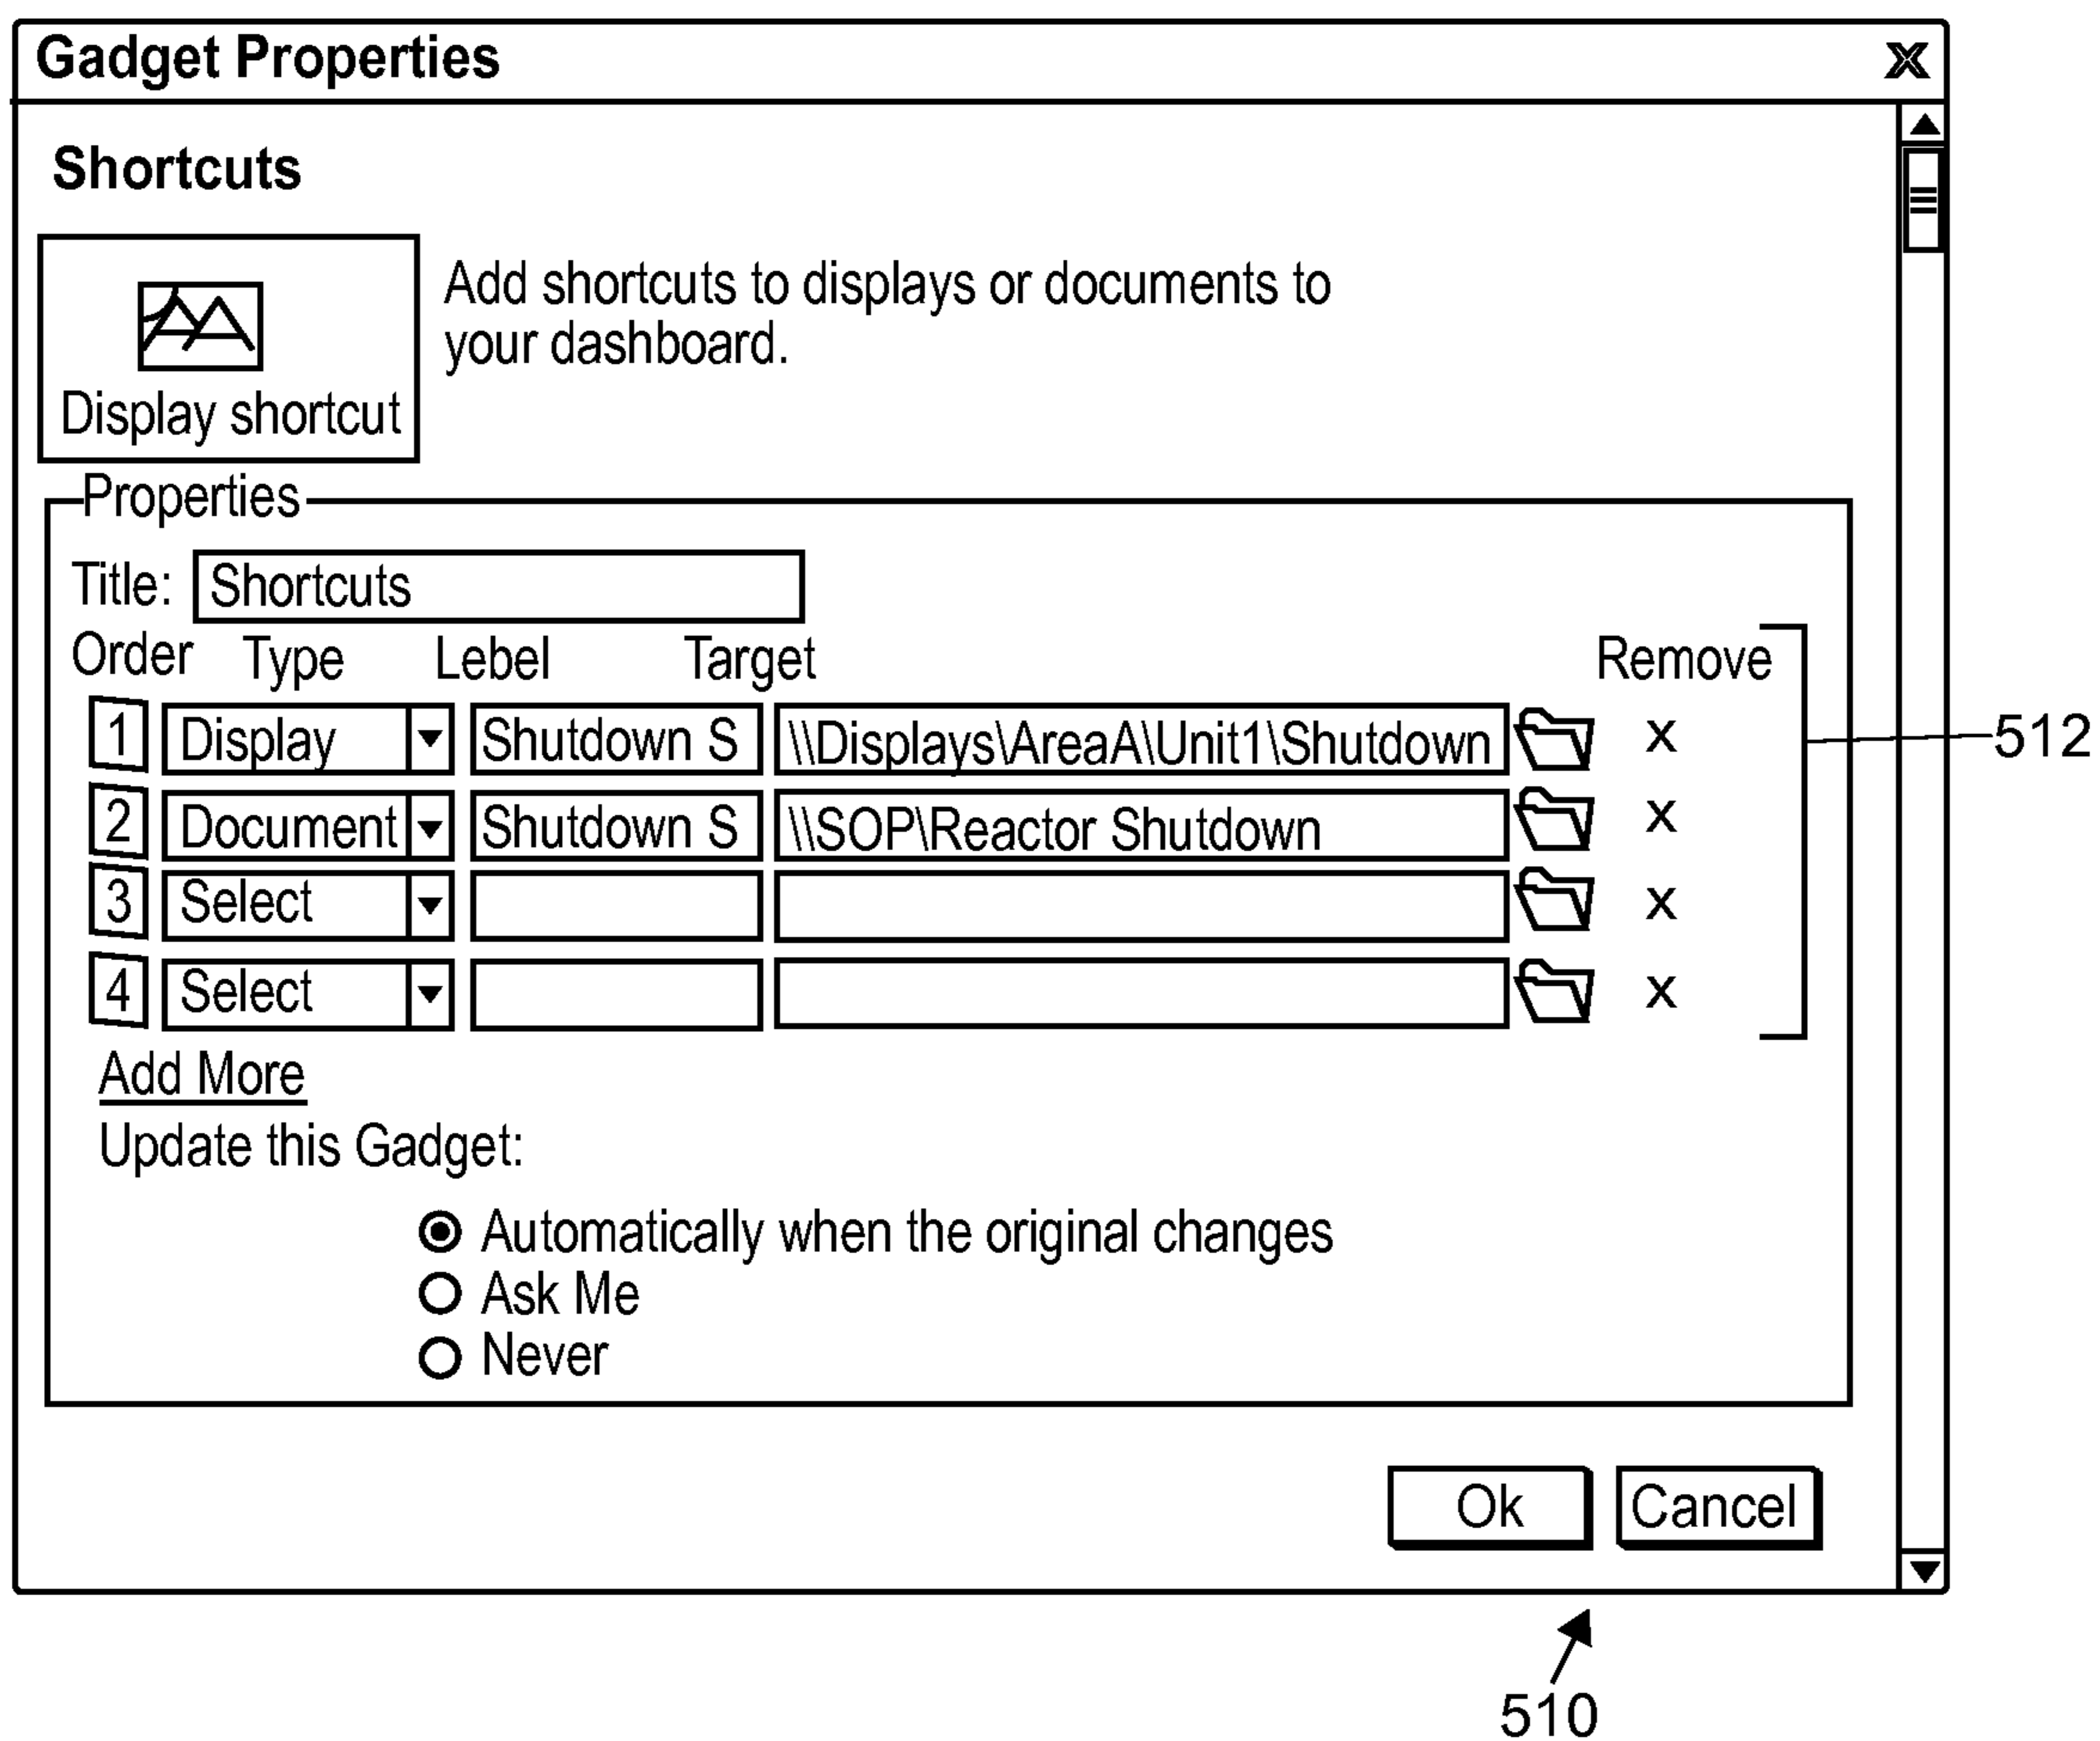 Gadget Properties X
Shortcuts
Add shortcuts to displays or documents to
your dashboard.
Display shortcut
Properties
Title: Shortcuts
Order Type Lebel Target Remove
1 Display Shutdown S \\Displays\AreaA\Unit1\Shutdown x
512
2 Document Shutdown S \\SOP\Reactor Shutdown x
3 Select x
4 Select x
Add More
Update this Gadget:
Automatically when the original changes
Ask Me
Never
Ok Cancel
510